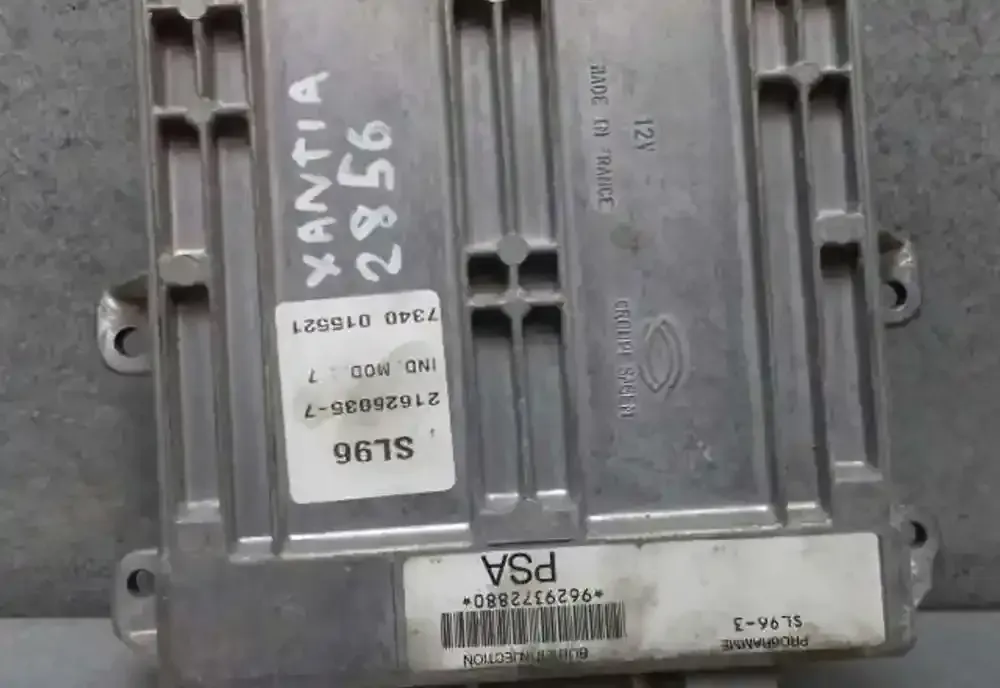 XANTIA
2856
MADE IN FRANCE
12V
GROUPE SAGEM
SL96
21626035-7
IND. MOD. : 7
7340 015521
BOITIER INJECTION
*9629372880*
PSA
PROGRAMME
SL96-3